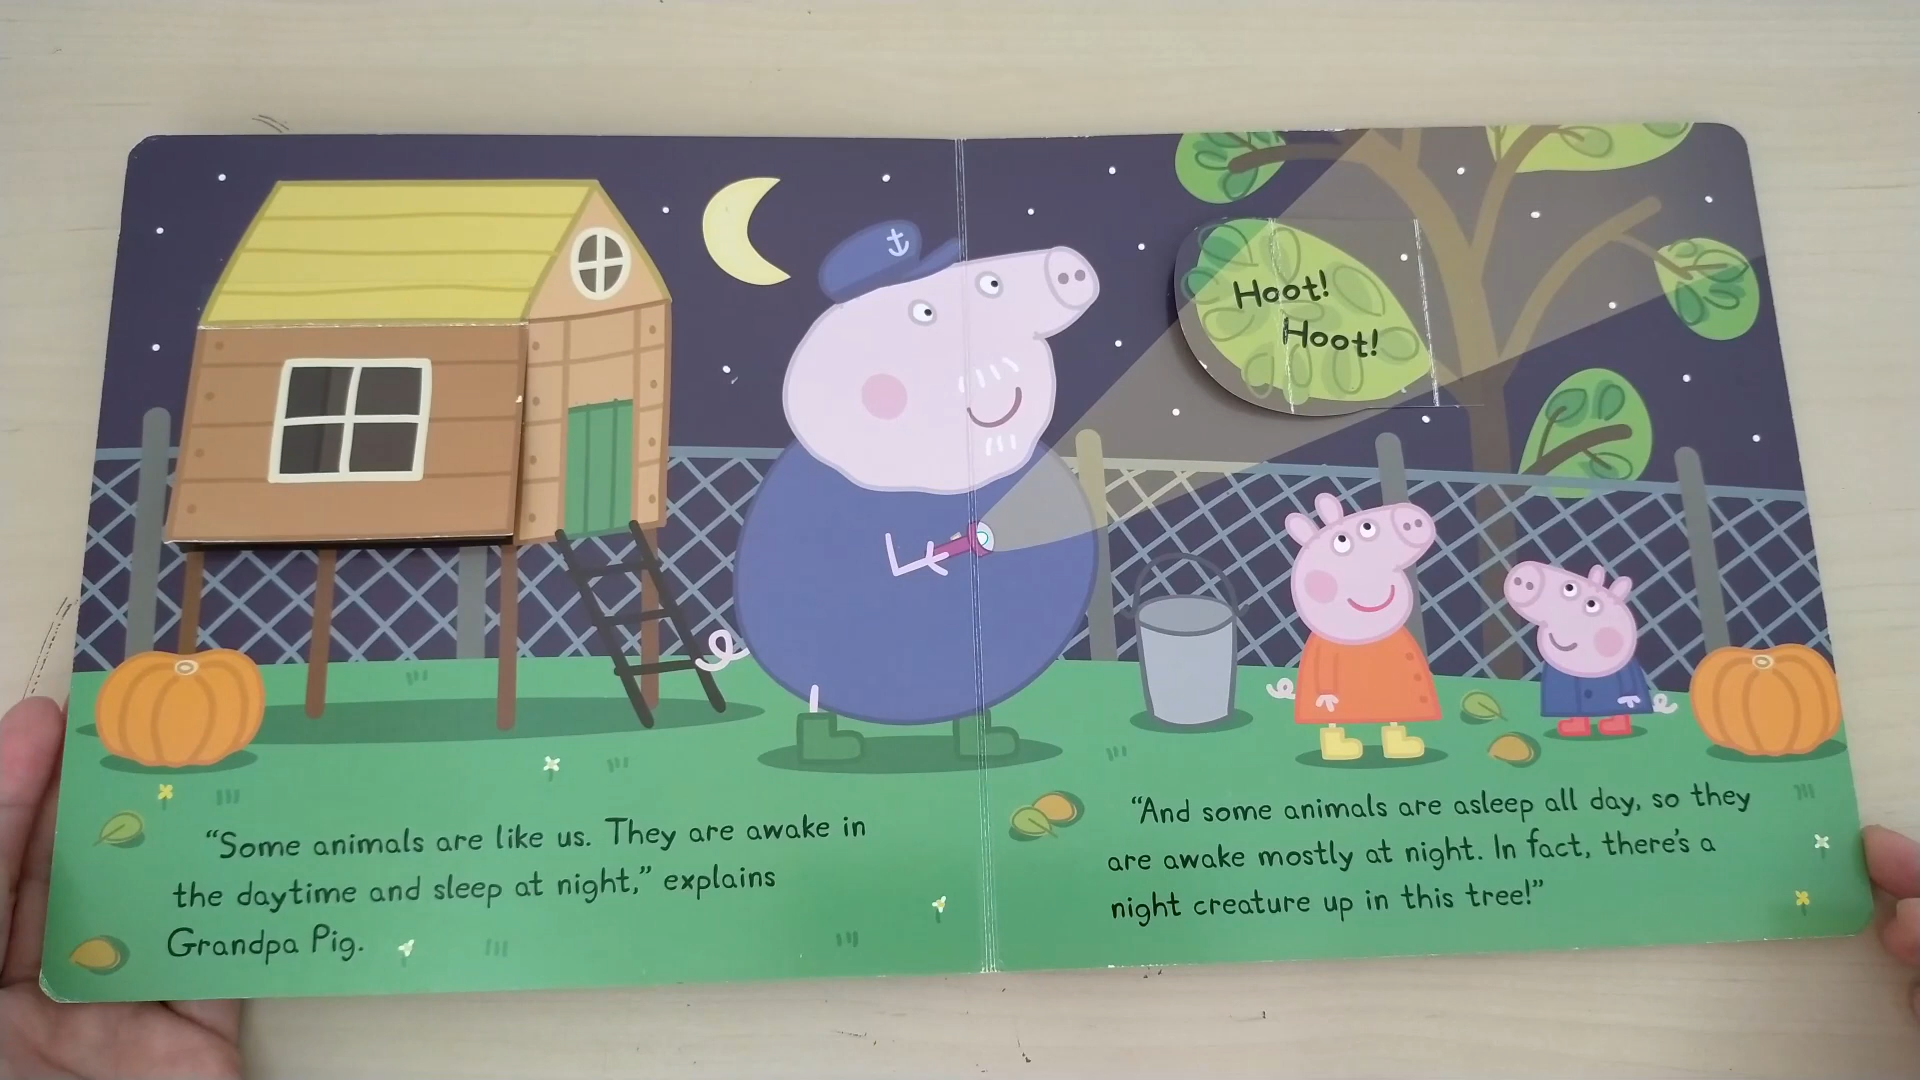 Hoot!
Hoot!
“Some animals are like us. They are awake in
the daytime and sleep at night,” explains
Grandpa Pig.
“And some animals are asleep all day, so they
are awake mostly at night. In fact, there’s a
night creature up in this tree!”